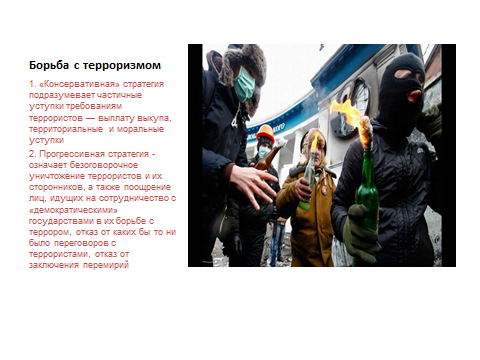 Борьба с терроризмом
1. «Консервативная» стратегия
подразумевает частичные
уступки требованиям
террористов — выплату выкупа,
территориальные и моральные
уступки
2. Прогрессивная стратегия -
означает безоговорочное
уничтожение террористов и их
сторонников, а также поощрение
лиц, идущих на сотрудничество с
«демократическими»
государствами в их борьбе с
террором, отказ от каких бы то ни
было переговоров с
террористами, отказ от
заключения перемирий